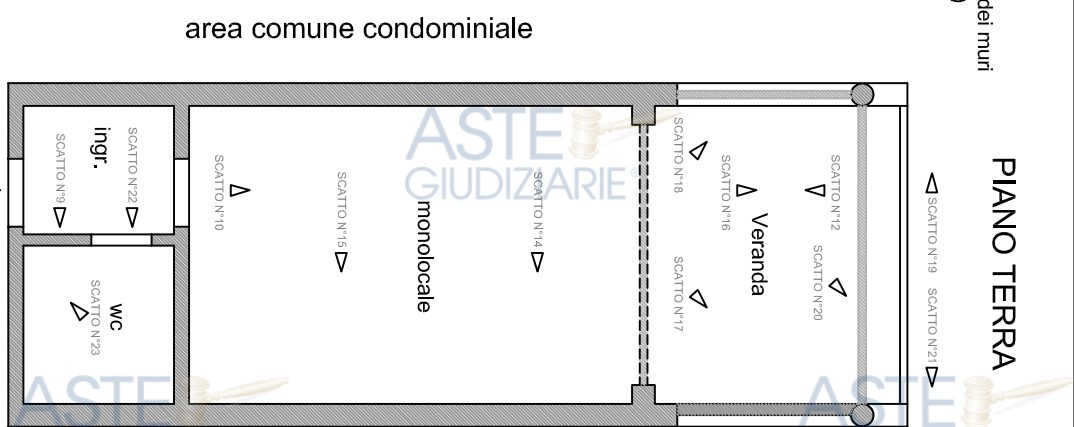 area comune condominiale
dei muri
)
PIANO TERRA
ingr.
SCATTO N°22
SCATTO N°9
wc
SCATTO N°23
SCATTO N°10
SCATTO N°15
monolocale
SCATTO N°14
SCATTO N°18
SCATTO N°16
SCATTO N°12
Veranda
SCATTO N°17
SCATTO N°20
SCATTO N°19
SCATTO N°21
ASTE
GIUDIZIARIE®
ASTE
ASTE